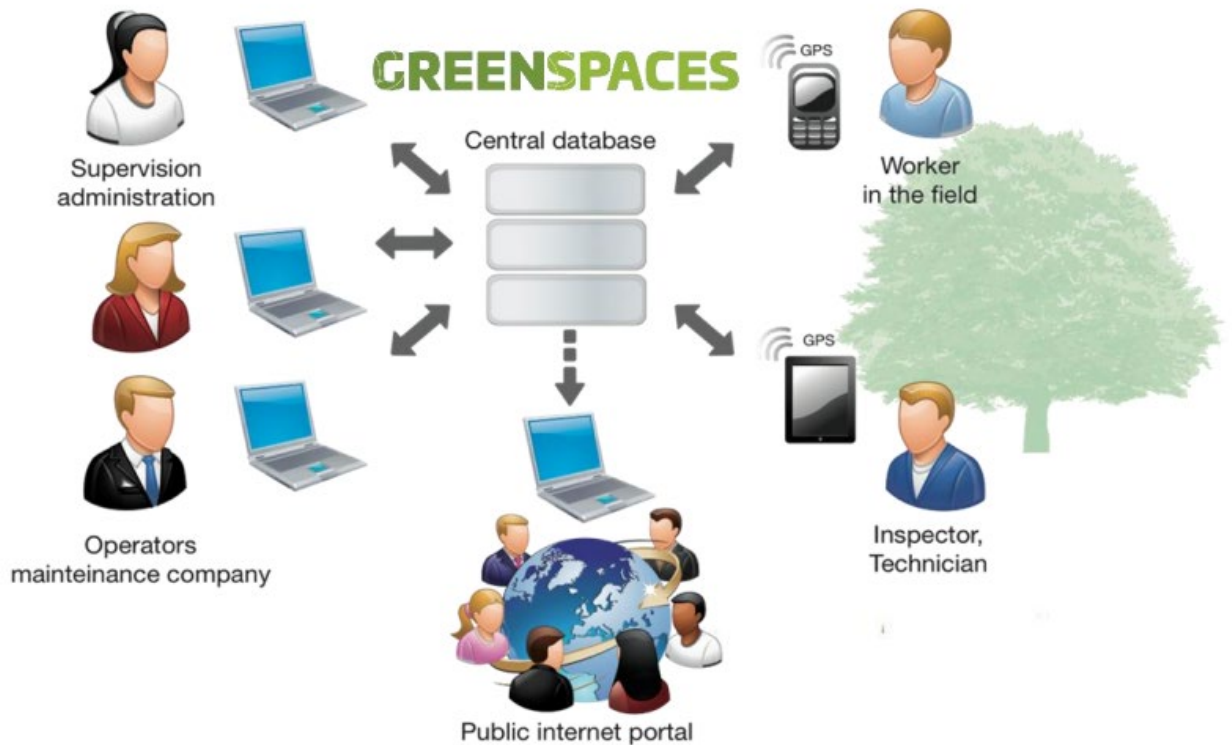 GREENSPACES
Central database
GPS
Supervision
administration
Worker
in the field
GPS
Operators
mainteinance company
Inspector,
Technician
Public internet portal